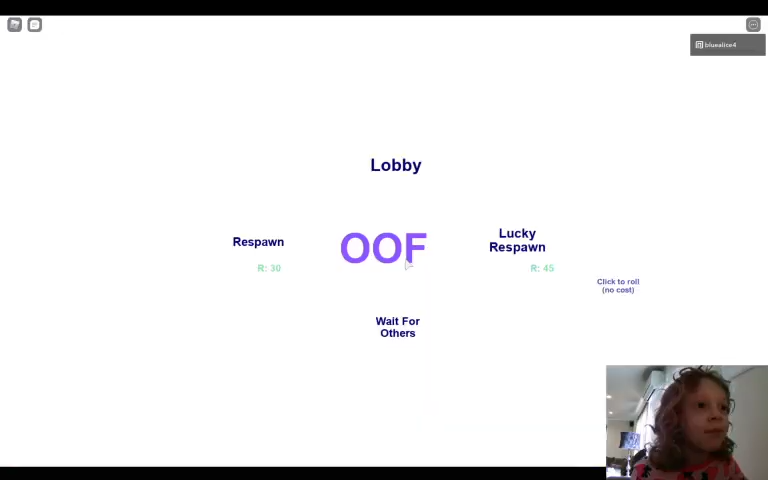 bluealice4
Lobby
Respawn
OOF
Lucky
Respawn
R: 30
R: 45
Click to roll
(no cost)
Wait For
Others